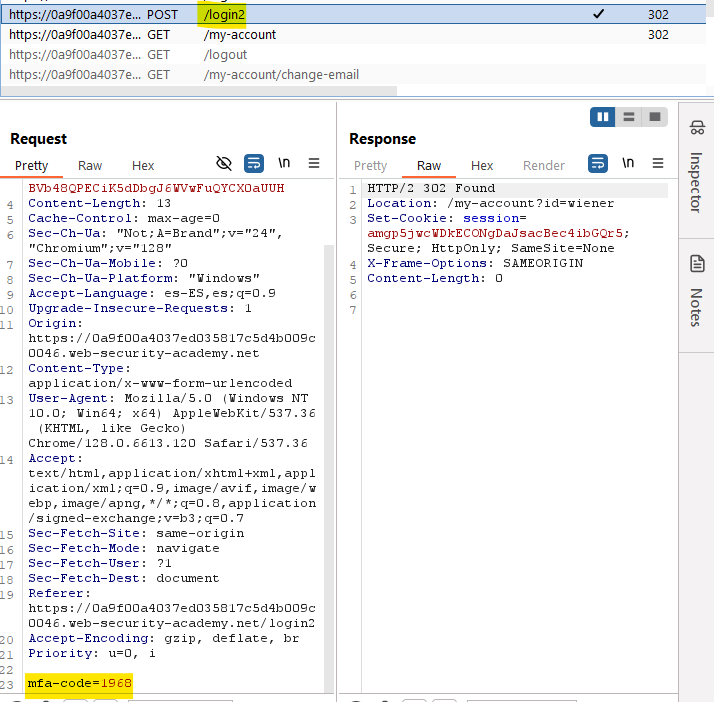 https://0a9f00a4037e... POST /login2 302
https://0a9f00a4037e... GET /my-account 302
https://0a9f00a4037e... GET /logout
https://0a9f00a4037e... GET /my-account/change-email
Request
Pretty Raw Hex \n
BVb48QPECiK5dDbgJ6WVwFuQYCX0aUUH
4 Content-Length: 13
5 Cache-Control: max-age=0
6 Sec-Ch-Ua: "Not;A=Brand";v="24",
"Chromium";v="128"
7 Sec-Ch-Ua-Mobile: ?0
8 Sec-Ch-Ua-Platform: "Windows"
9 Accept-Language: es-ES,es;q=0.9
10 Upgrade-Insecure-Requests: 1
11 Origin:
https://0a9f00a4037ed035817c5d4b009c
0046.web-security-academy.net
12 Content-Type:
application/x-www-form-urlencoded
13 User-Agent: Mozilla/5.0 (Windows NT
10.0; Win64; x64) AppleWebKit/537.36
(KHTML, like Gecko)
Chrome/128.0.6613.120 Safari/537.36
14 Accept:
text/html,application/xhtml+xml,appl
ication/xml;q=0.9,image/avif,image/w
ebp,image/apng,*/*;q=0.8,application
/signed-exchange;v=b3;q=0.7
15 Sec-Fetch-Site: same-origin
16 Sec-Fetch-Mode: navigate
17 Sec-Fetch-User: ?1
18 Sec-Fetch-Dest: document
19 Referer:
https://0a9f00a4037ed035817c5d4b009c
0046.web-security-academy.net/login2
20 Accept-Encoding: gzip, deflate, br
21 Priority: u=0, i
22
23 mfa-code=1968
Response
Pretty Raw Hex Render \n
1 HTTP/2 302 Found
2 Location: /my-account?id=wiener
3 Set-Cookie: session=
amgp5jwcWDkECONgDaJsacBec4ibGQr5;
Secure; HttpOnly; SameSite=None
4 X-Frame-Options: SAMEORIGIN
5 Content-Length: 0
6
7
Inspector
Notes